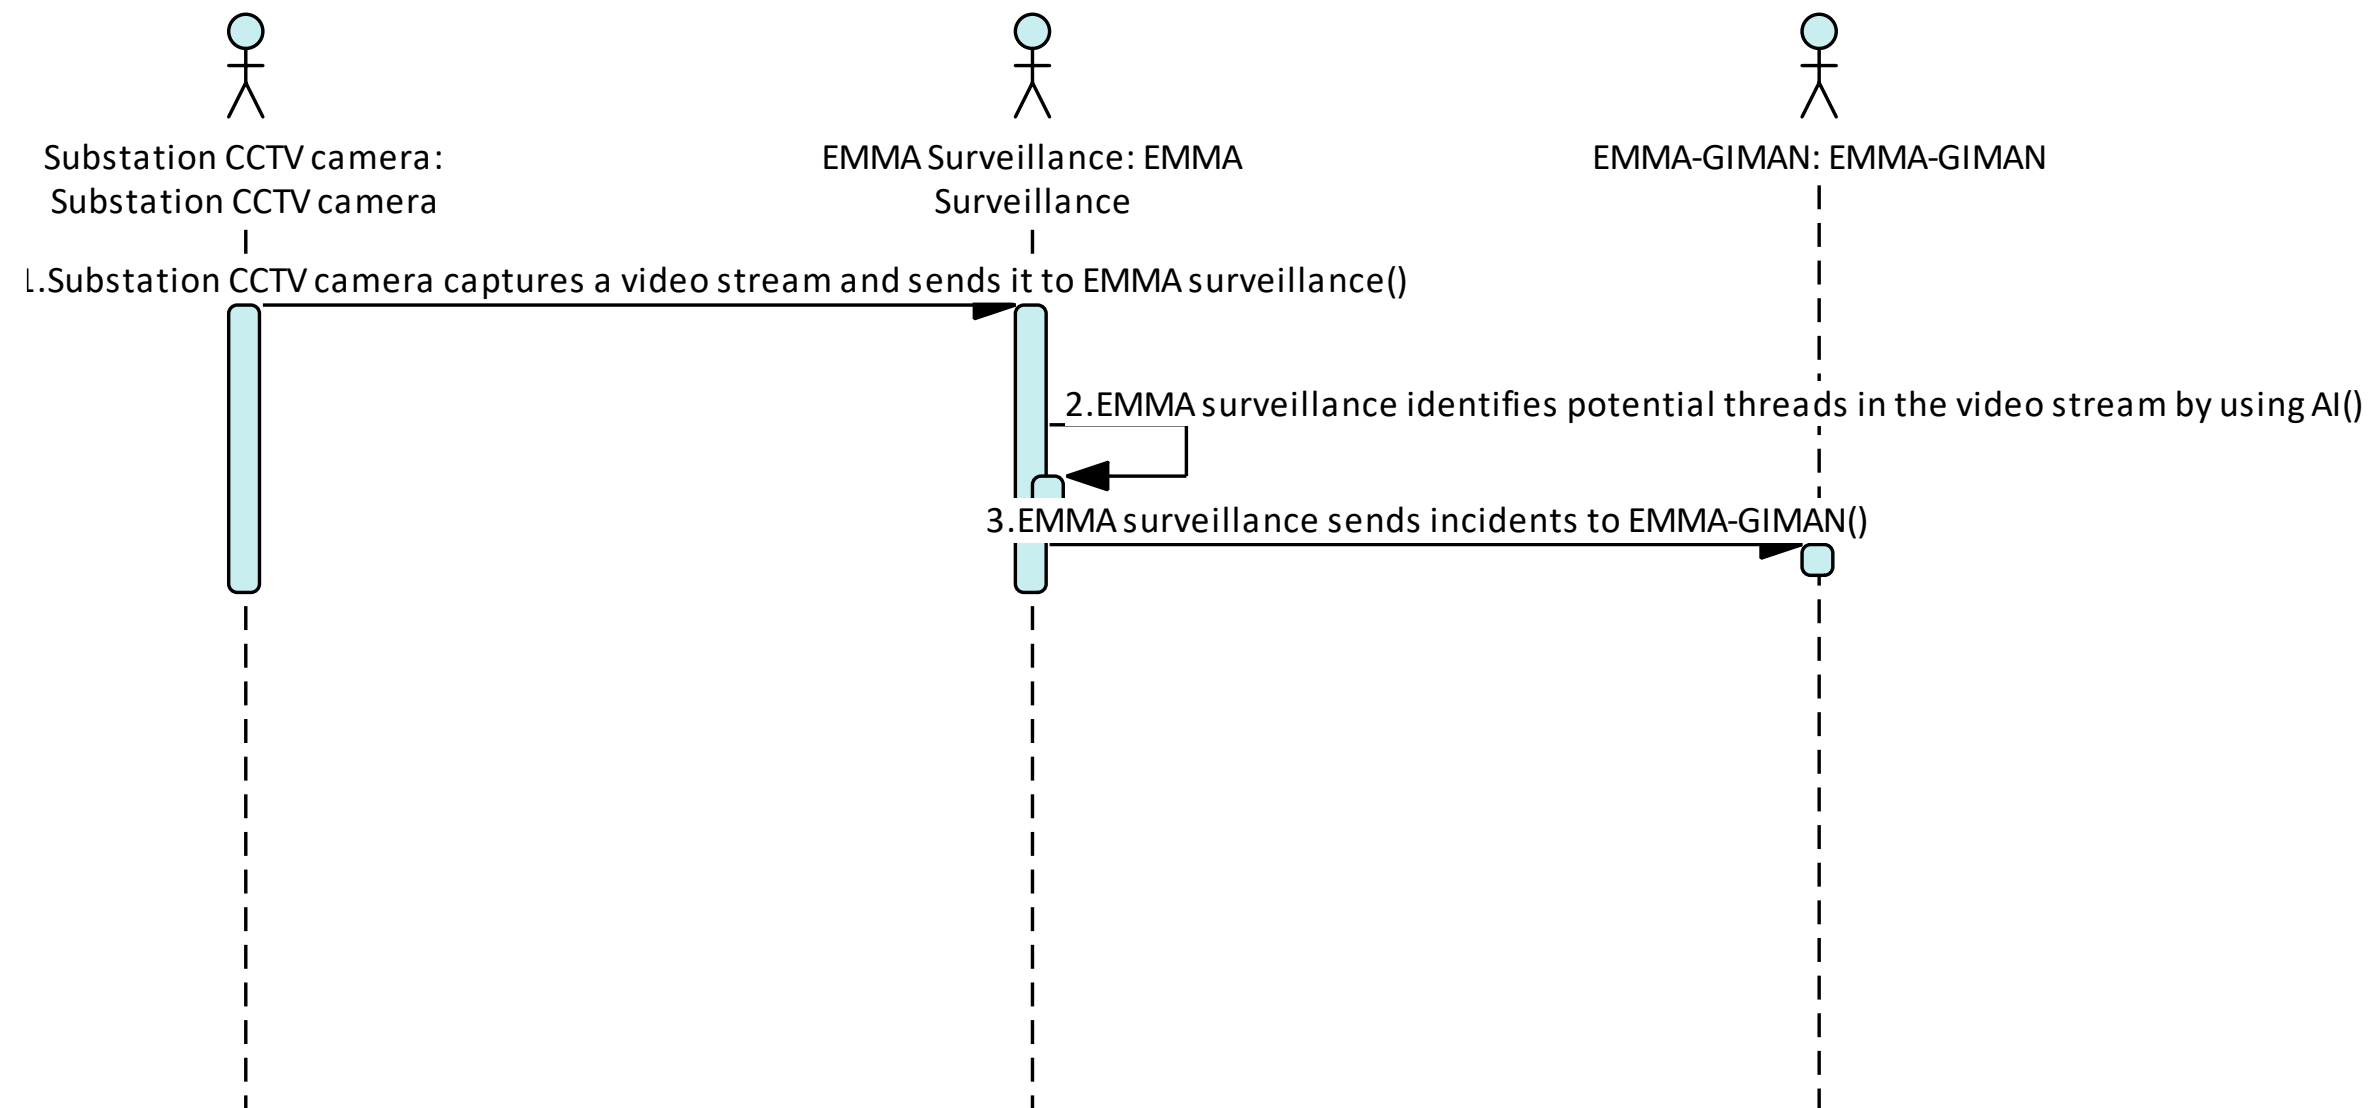 Substation CCTV camera:
Substation CCTV camera
EMMA Surveillance: EMMA
Surveillance
EMMA-GIMAN: EMMA-GIMAN
1.Substation CCTV camera captures a video stream and sends it to EMMA surveillance()
2.EMMA surveillance identifies potential threads in the video stream by using AI()
3.EMMA surveillance sends incidents to EMMA-GIMAN()